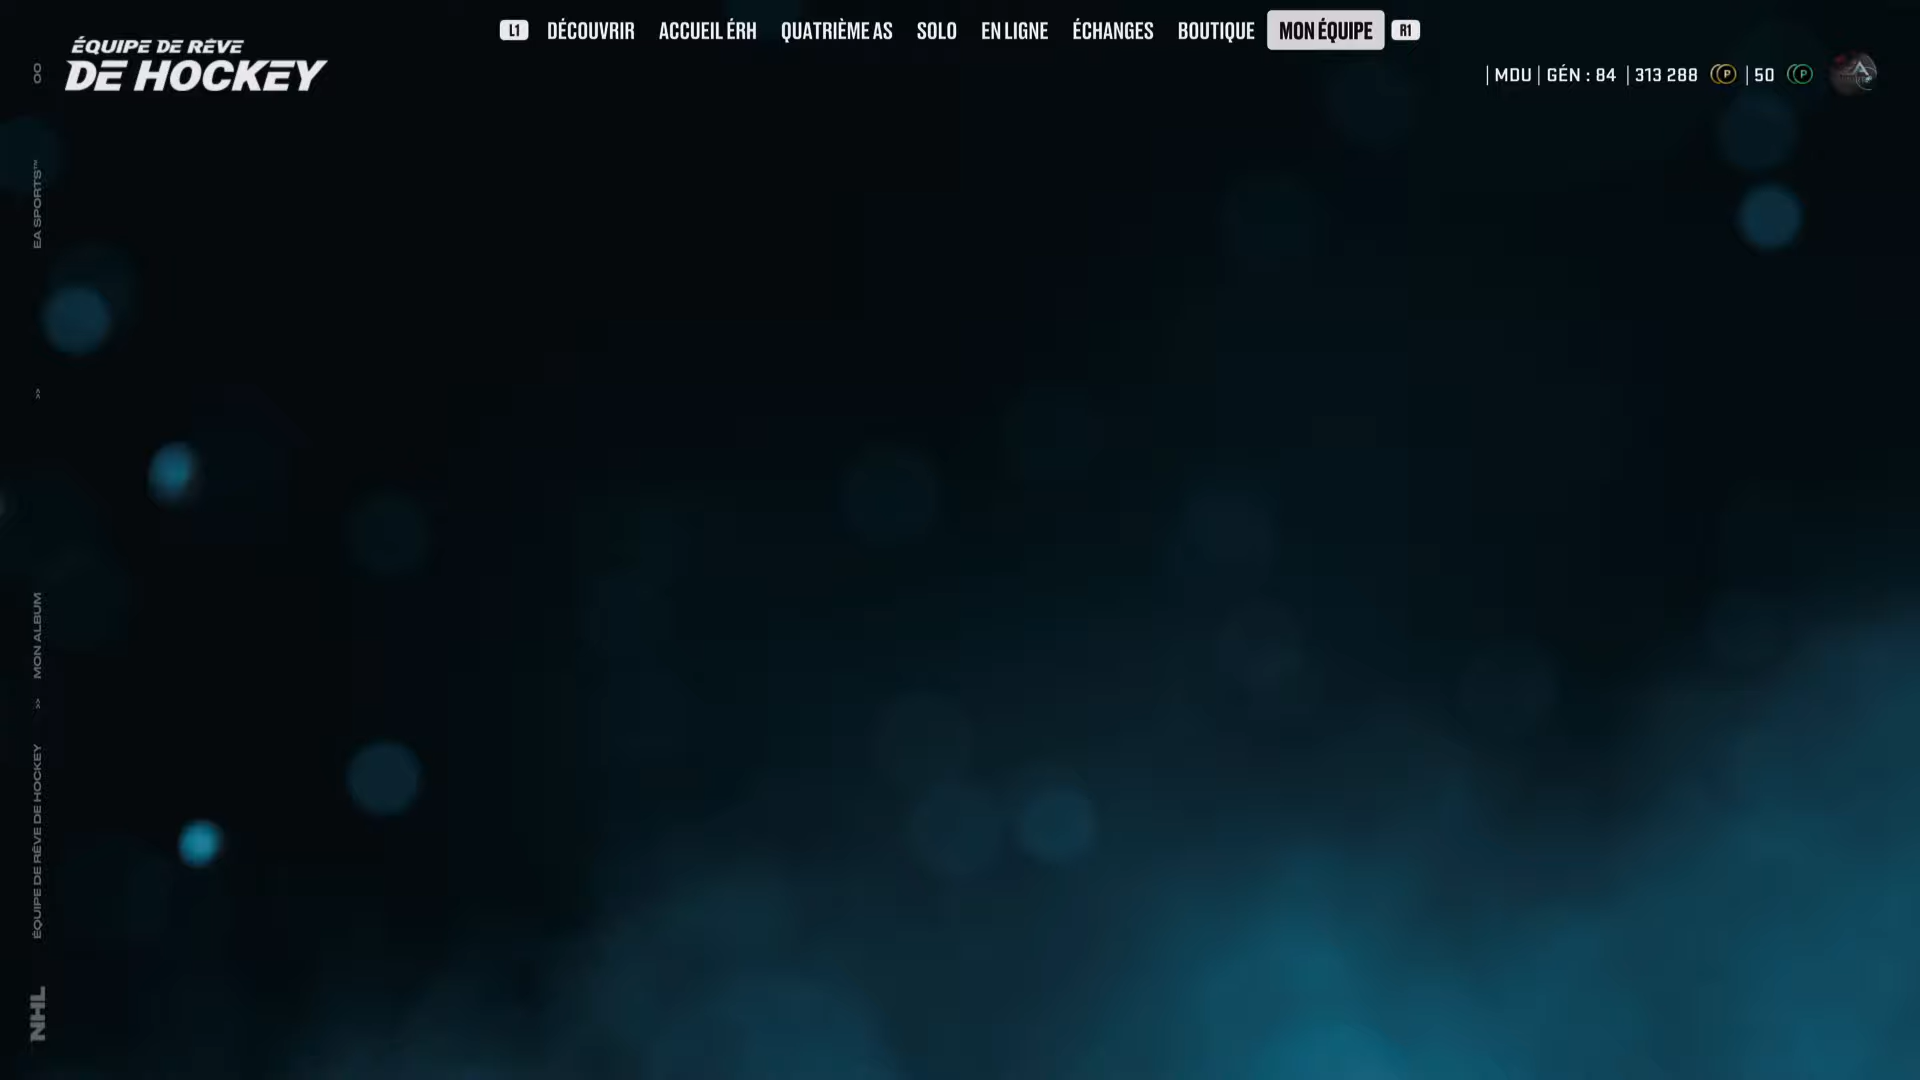 L1 DÉCOUVRIR ACCUEIL ÉRH QUATRIÈME AS SOLO EN LIGNE ÉCHANGES BOUTIQUE MON ÉQUIPE R1
ÉQUIPE DE RÊVE
DE HOCKEY
| MDU | GÉN : 84 | 313 288 P | 50 P
EA SPORTS™
>>
MON ALBUM
>>
ÉQUIPE DE RÊVE DE HOCKEY
NHL